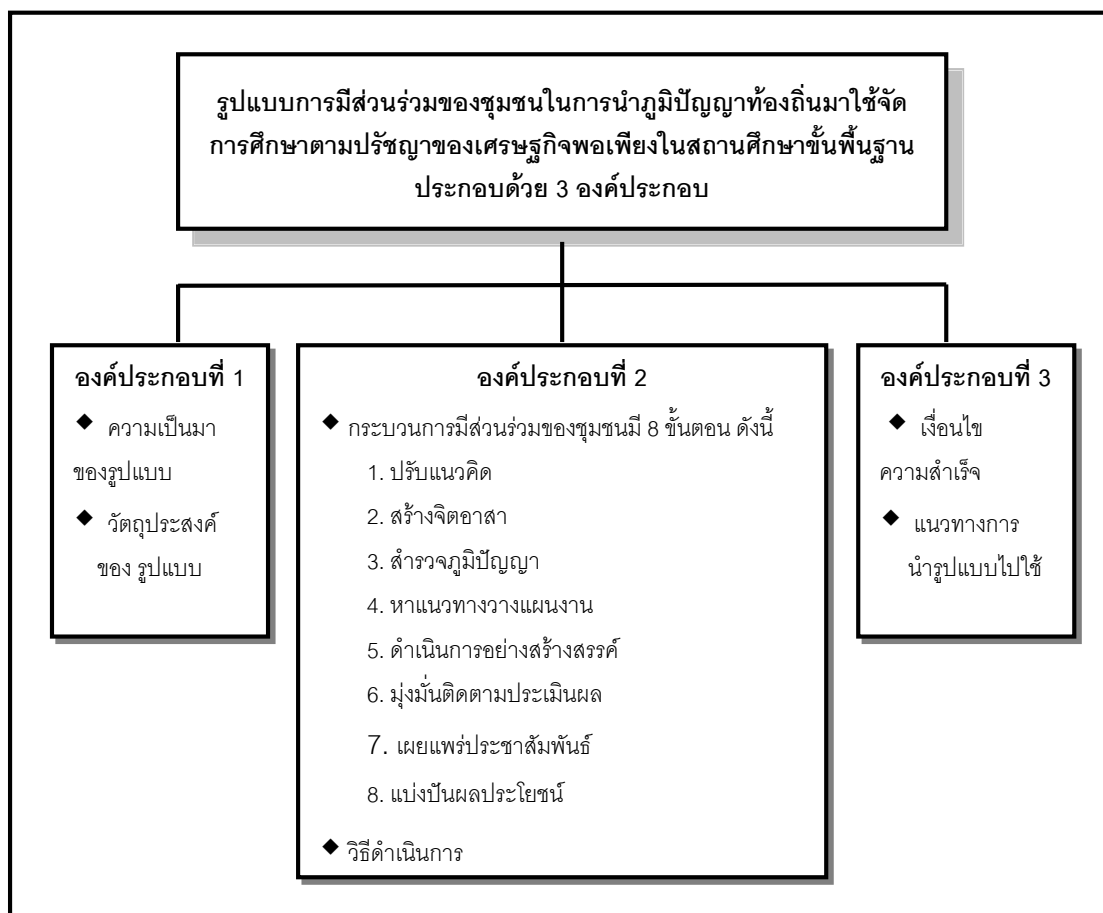 รูปแบบการมีส่วนร่วมของชุมชนในการนำภูมิปัญญาท้องถิ่นมาใช้จัด
การศึกษาตามปรัชญาของเศรษฐกิจพอเพียงในสถานศึกษาขั้นพื้นฐาน
ประกอบด้วย 3 องค์ประกอบ
องค์ประกอบที่ 1
◆ ความเป็นมา
ของรูปแบบ
◆ วัตถุประสงค์
ของ รูปแบบ
องค์ประกอบที่ 2
◆ กระบวนการมีส่วนร่วมของชุมชนมี 8 ขั้นตอน ดังนี้
1. ปรับแนวคิด
2. สร้างจิตอาสา
3. สำรวจภูมิปัญญา
4. หาแนวทางวางแผนงาน
5. ดำเนินการอย่างสร้างสรรค์
6. มุ่งมั่นติดตามประเมินผล
7. เผยแพร่ประชาสัมพันธ์
8. แบ่งปันผลประโยชน์
◆ วิธีดำเนินการ
องค์ประกอบที่ 3
◆ เงื่อนไข
ความสำเร็จ
◆ แนวทางการ
นำรูปแบบไปใช้